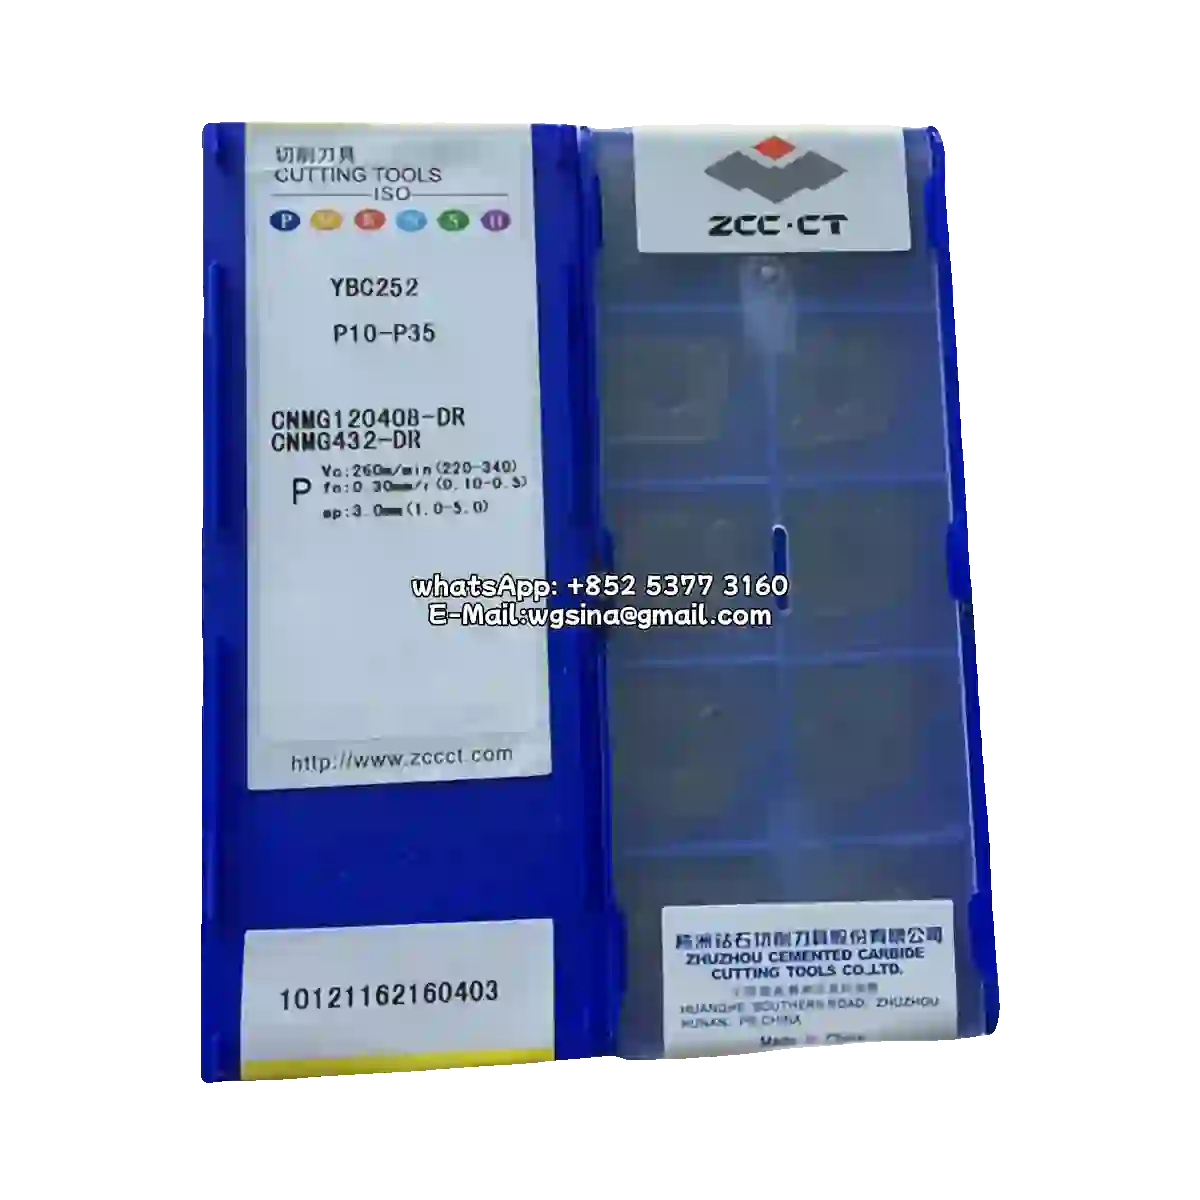 切削刀具
CUTTING TOOLS
ISO
P M K N S H
YBC252
P10-P35
CNMG120408-DR
CNMG432-DR
P
Vc:260m/min(220-340)
fn:0.30mm/r(0.10-0.5)
ap:3.0mm(1.0-5.0)
http://www.zccct.com
10121162160403
ZCC·CT
whatsApp: +852 5377 3160
E-Mail:wgsina@gmail.com
株洲钻石切削刀具股份有限公司
ZHUZHOU CEMENTED CARBIDE
CUTTING TOOLS CO.,LTD.
HUANGHE SOUTHERN ROAD, ZHUZHOU
HUNAN, PR.CHINA
Made in China